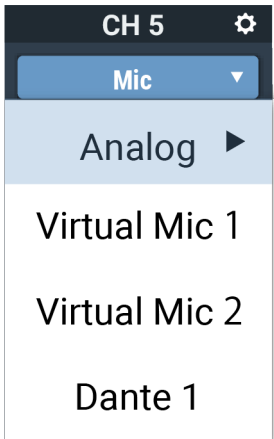 CH 5
Mic
Analog
Virtual Mic 1
Virtual Mic 2
Dante 1